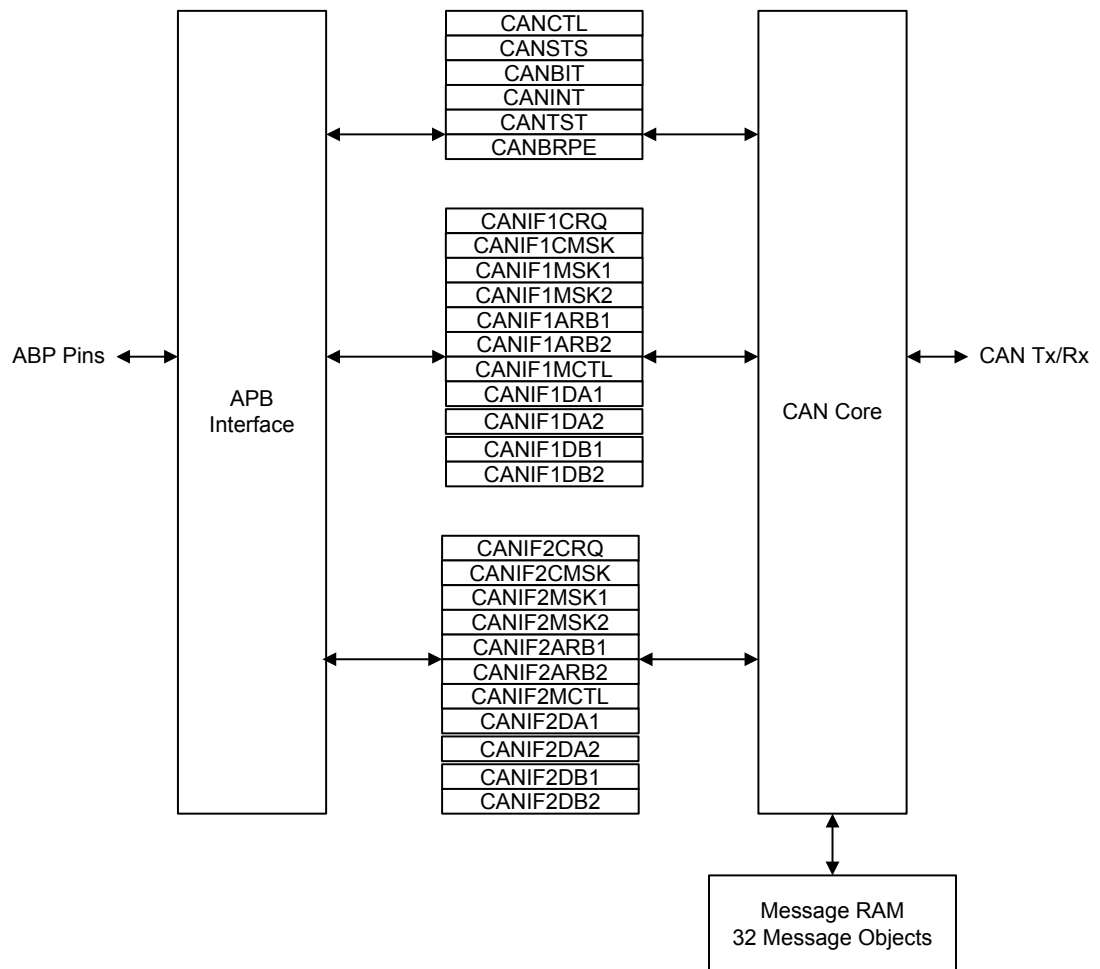 CANCTL
CANSTS
CANBIT
CANINT
CANTST
CANBRPE
CANIF1CRQ
CANIF1CMSK
CANIF1MSK1
CANIF1MSK2
CANIF1ARB1
CANIF1ARB2
CANIF1MCTL
CANIF1DA1
CANIF1DA2
CANIF1DB1
CANIF1DB2
ABP Pins
APB
Interface
CAN Core
CAN Tx/Rx
CANIF2CRQ
CANIF2CMSK
CANIF2MSK1
CANIF2MSK2
CANIF2ARB1
CANIF2ARB2
CANIF2MCTL
CANIF2DA1
CANIF2DA2
CANIF2DB1
CANIF2DB2
Message RAM
32 Message Objects